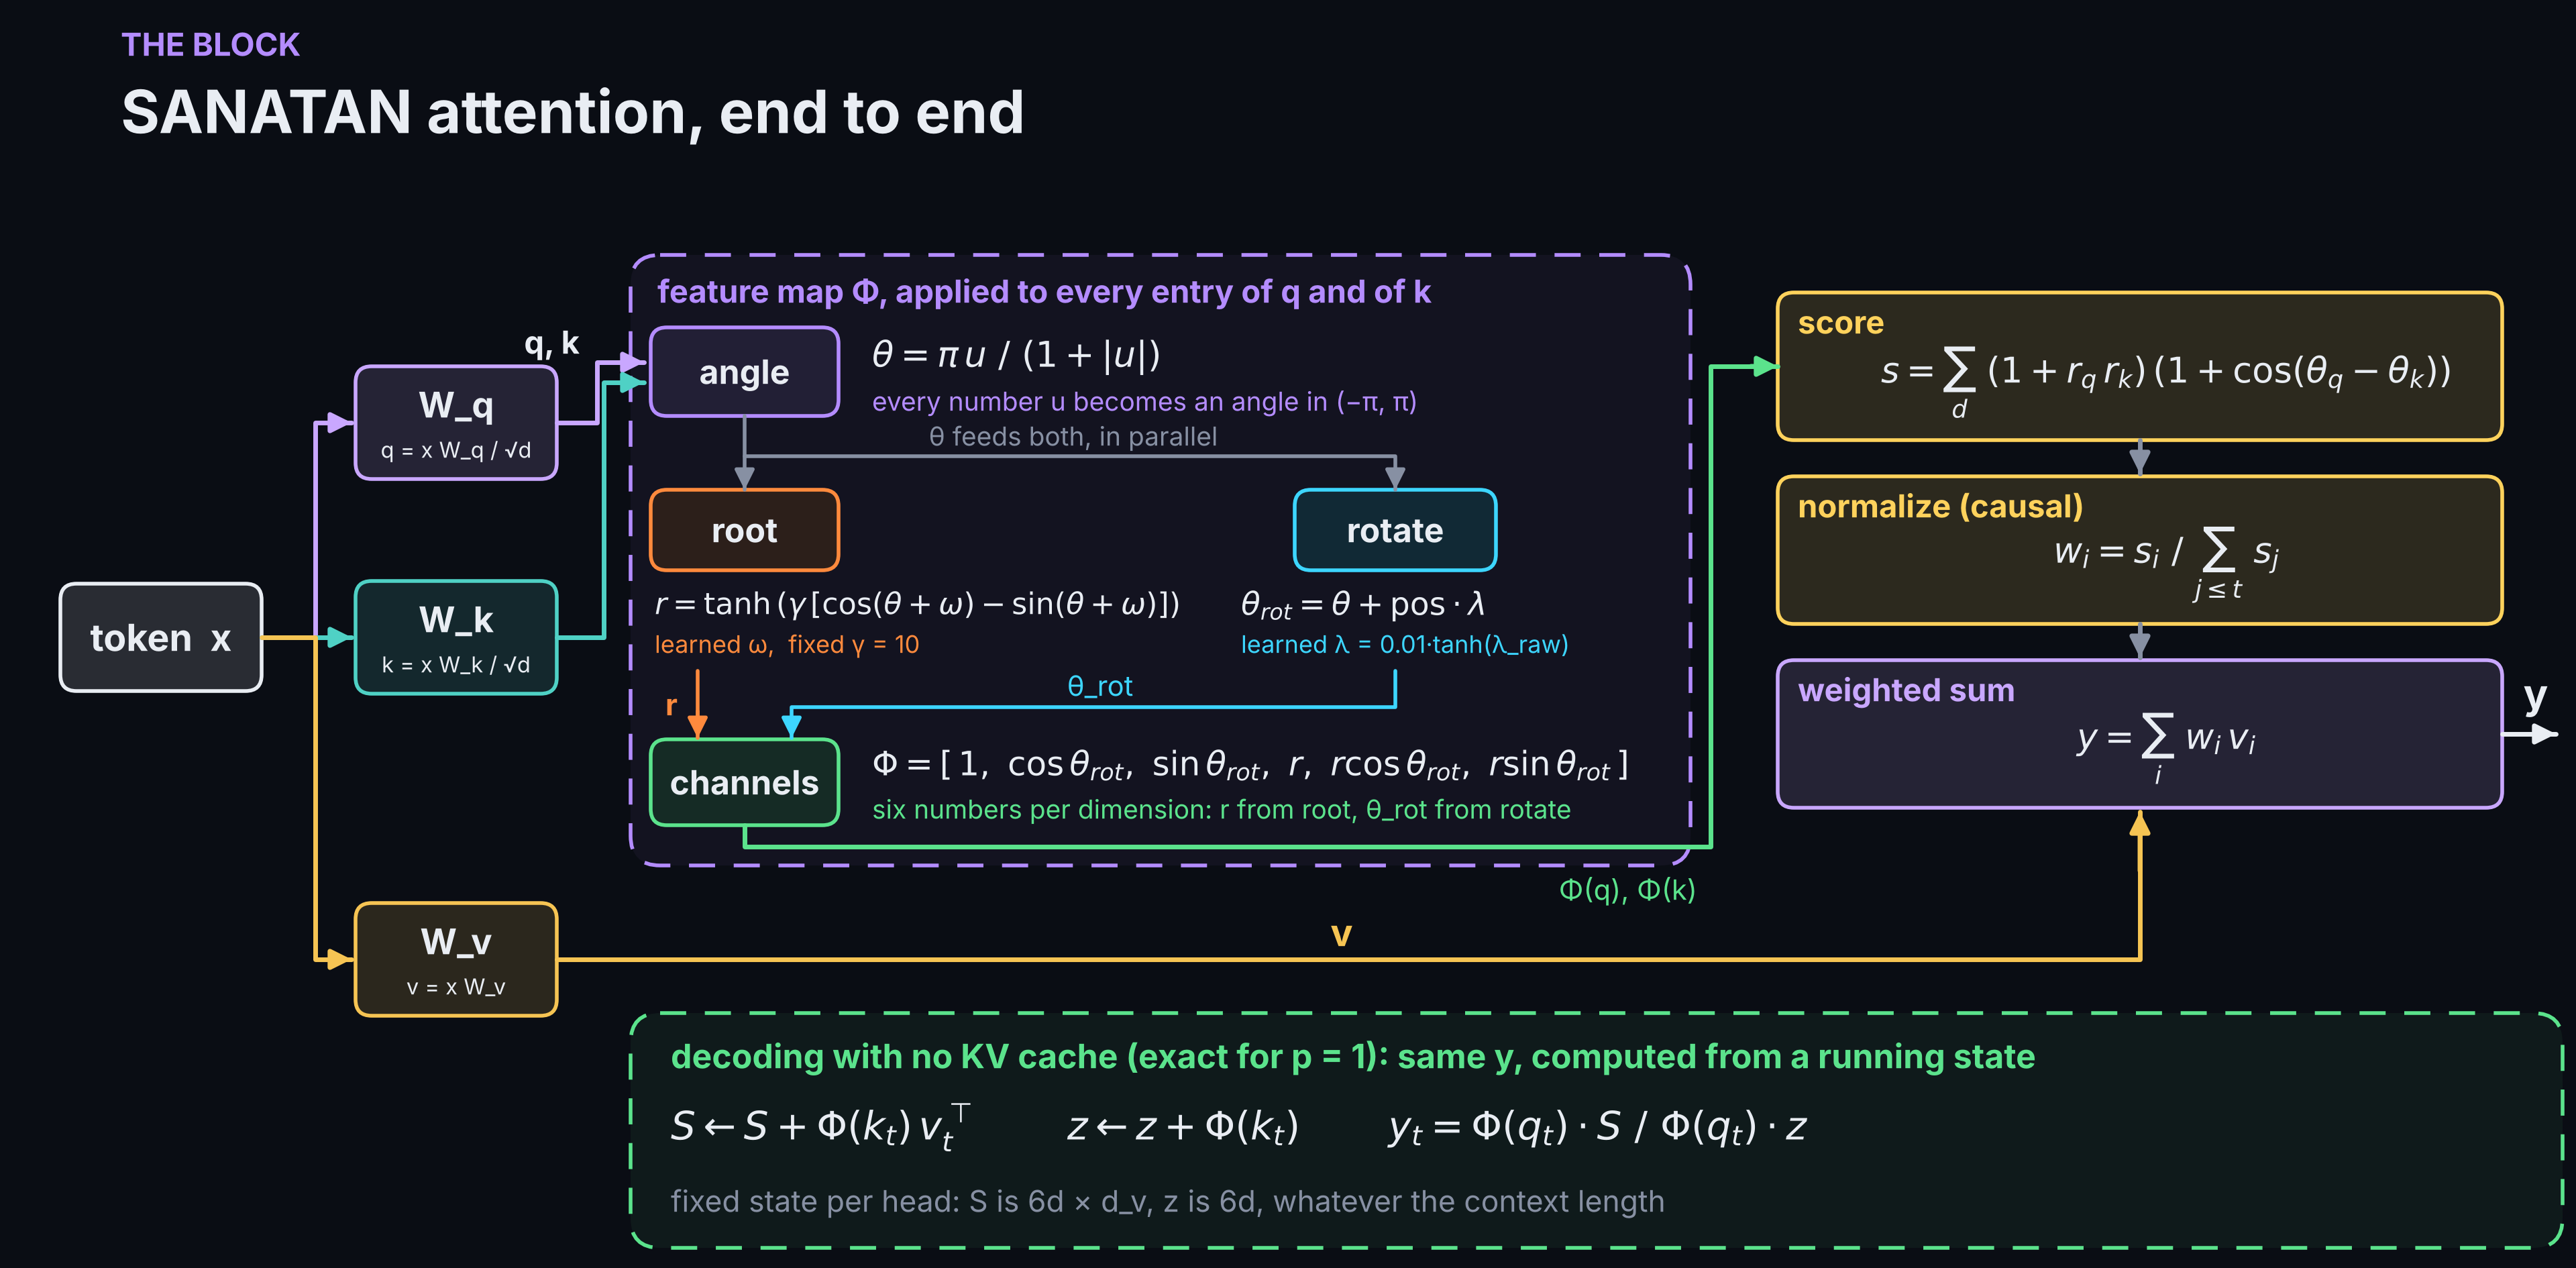 THE BLOCK
SANATAN attention, end to end
feature map Φ, applied to every entry of q and of k
q, k
angle
θ = π u / (1 + |u|)
every number u becomes an angle in (−π, π)
θ feeds both, in parallel
W_q
q = x W_q / √d
root
rotate
token x
W_k
k = x W_k / √d
r = tanh (γ [cos(θ + ω) − sin(θ + ω)])
learned ω, fixed γ = 10
θ_rot = θ + pos · λ
learned λ = 0.01·tanh(λ_raw)
r
θ_rot
channels
Φ = [ 1, cos θ_rot, sin θ_rot, r, r cos θ_rot, r sin θ_rot ]
six numbers per dimension: r from root, θ_rot from rotate
Φ(q), Φ(k)
W_v
v = x W_v
v
score
s = ∑_d (1 + r_q r_k) (1 + cos(θ_q − θ_k))
normalize (causal)
w_i = s_i / ∑_{j ≤ t} s_j
weighted sum
y = ∑_i w_i v_i
y
decoding with no KV cache (exact for p = 1): same y, computed from a running state
S ← S + Φ(k_t) v_t^⊤
z ← z + Φ(k_t)
y_t = Φ(q_t) · S / Φ(q_t) · z
fixed state per head: S is 6d × d_v, z is 6d, whatever the context length